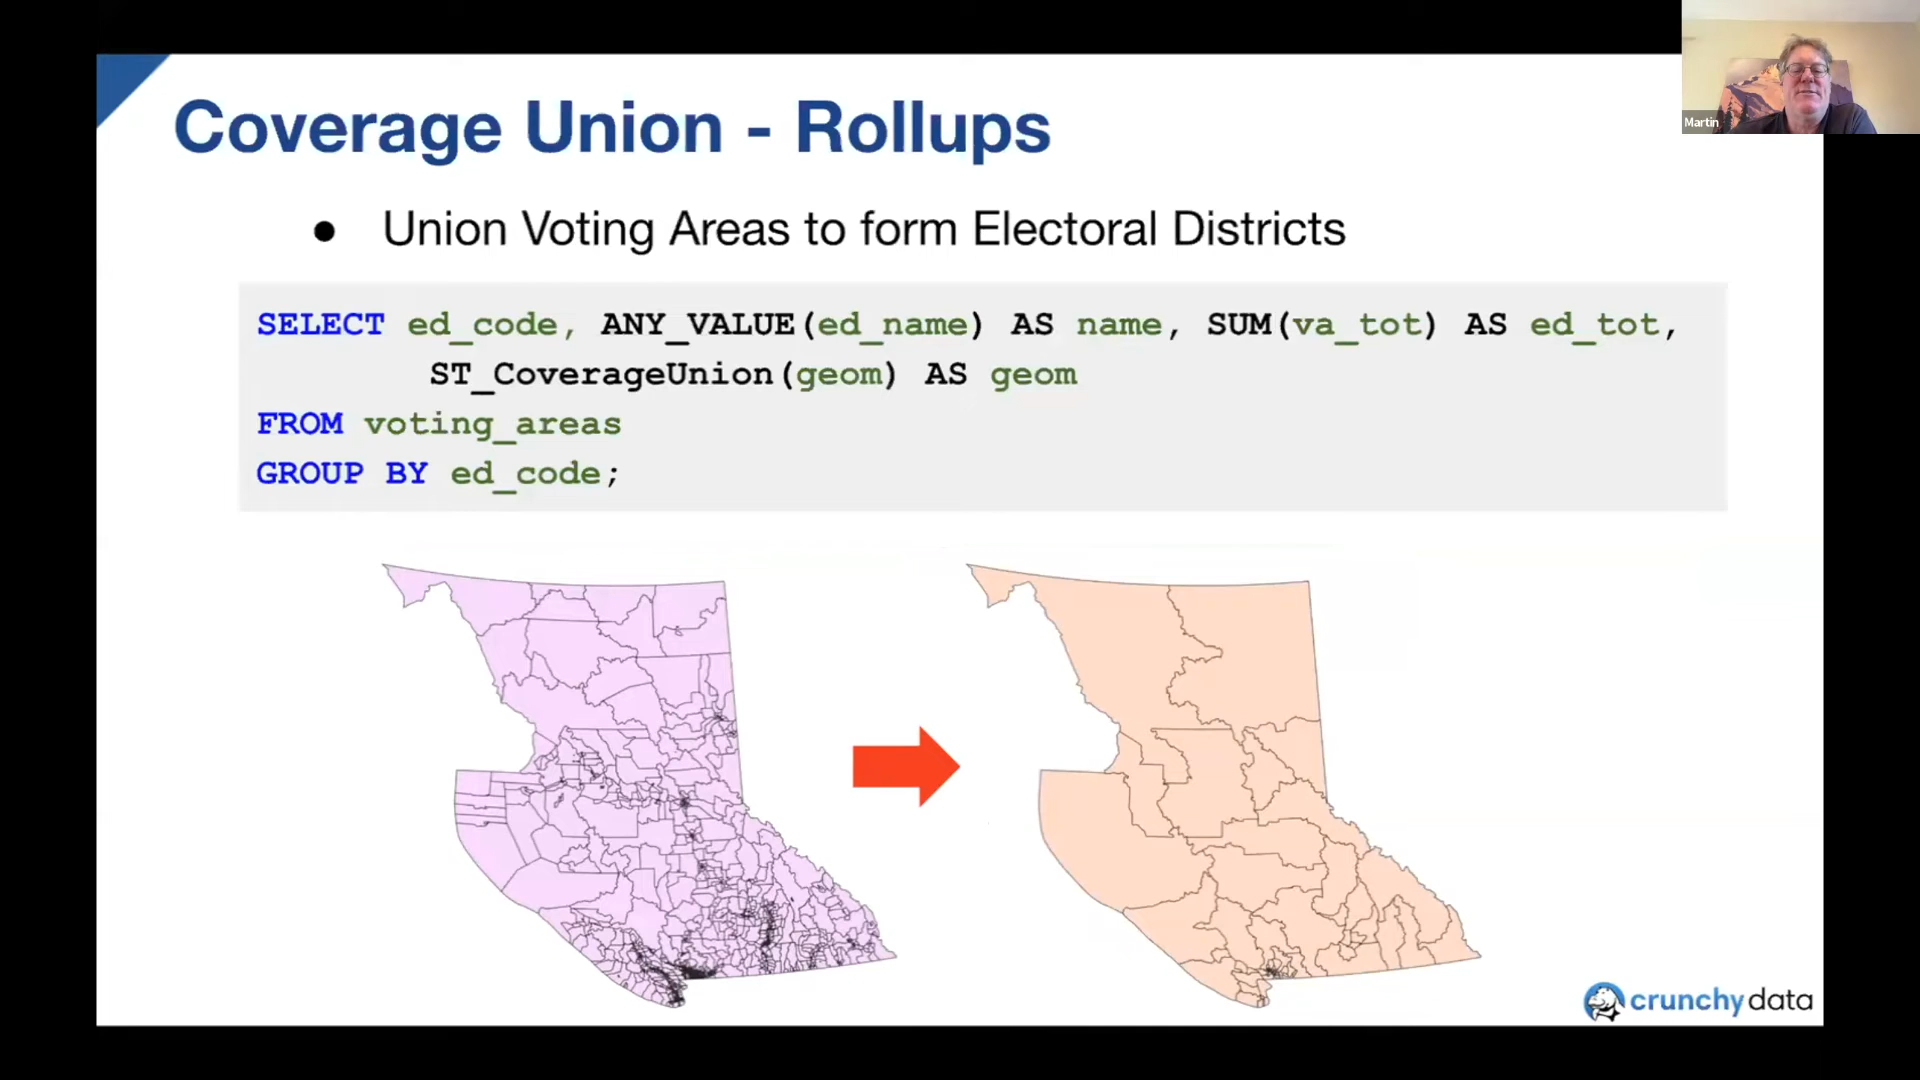 Martin
Coverage Union - Rollups
● Union Voting Areas to form Electoral Districts
SELECT ed_code, ANY_VALUE(ed_name) AS name, SUM(va_tot) AS ed_tot,
ST_CoverageUnion(geom) AS geom
FROM voting_areas
GROUP BY ed_code;
crunchy data